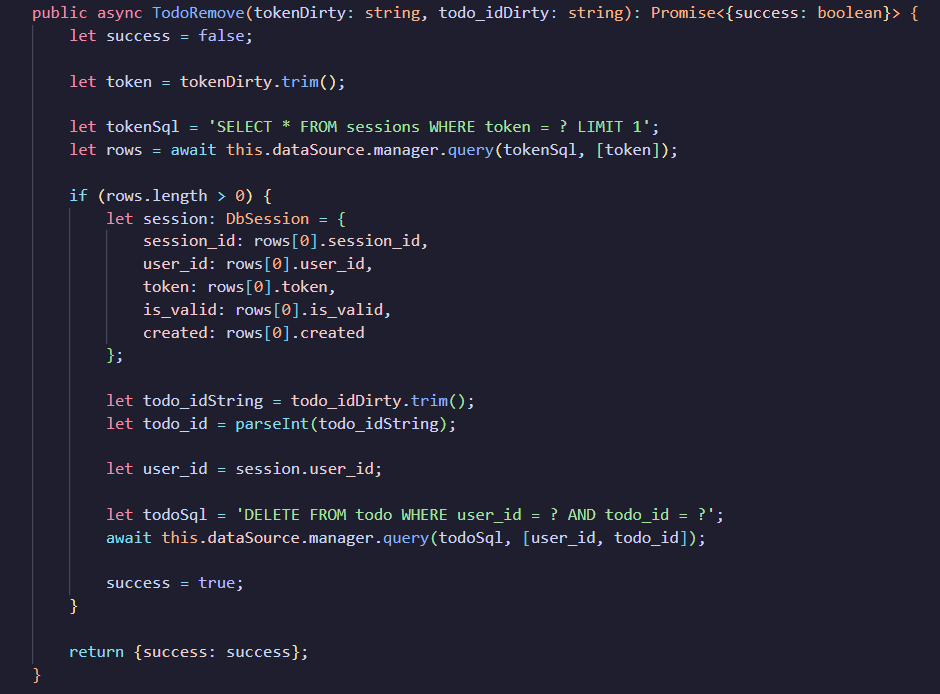 public async TodoRemove(tokenDirty: string, todo_idDirty: string): Promise<{success: boolean}> {
let success = false;
let token = tokenDirty.trim();
let tokenSql = 'SELECT * FROM sessions WHERE token = ? LIMIT 1';
let rows = await this.dataSource.manager.query(tokenSql, [token]);
if (rows.length > 0) {
let session: DbSession = {
session_id: rows[0].session_id,
user_id: rows[0].user_id,
token: rows[0].token,
is_valid: rows[0].is_valid,
created: rows[0].created
};
let todo_idString = todo_idDirty.trim();
let todo_id = parseInt(todo_idString);
let user_id = session.user_id;
let todoSql = 'DELETE FROM todo WHERE user_id = ? AND todo_id = ?';
await this.dataSource.manager.query(todoSql, [user_id, todo_id]);
success = true;
}
return {success: success};
}